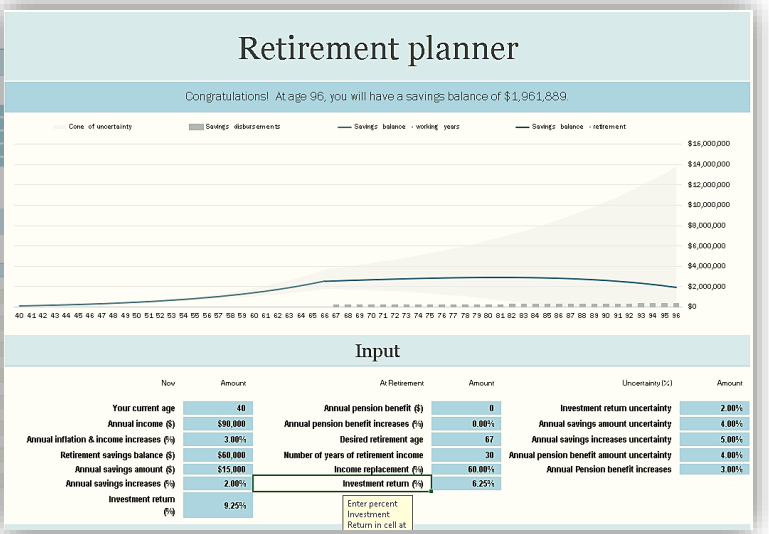 Retirement planner
Congratulations! At age 96, you will have a savings balance of $1,961,889.
Cone of uncertainty Savings disbursements Savings balance - working years Savings balance - retirement
$16,000,000
$14,000,000
$12,000,000
$10,000,000
$8,000,000
$6,000,000
$4,000,000
$2,000,000
$0
40 41 42 43 44 45 46 47 48 49 50 51 52 53 54 55 56 57 58 59 60 61 62 63 64 65 66 67 68 69 70 71 72 73 74 75 76 77 78 79 80 81 82 83 84 85 86 87 88 89 90 91 92 93 94 95 96
Input
Nov Amount At Retirement Amount Uncertainty (%) Amount
Your current age 40 Annual pension benefit ($) 0 Investment return uncertainty 2.00%
Annual income ($) $90,000 Annual pension benefit increases (%) 0.00% Annual savings amount uncertainty 4.00%
Annual inflation & income increases (%) 3.00% Desired retirement age 67 Annual savings increases uncertainty 5.00%
Retirement savings balance ($) $60,000 Number of years of retirement income 30 Annual pension benefit amount uncertainty 4.00%
Annual savings amount ($) $15,000 Income replacement (%) 60.00% Annual Pension benefit increases 3.00%
Annual savings increases (%) 2.00% Investment return (%) 6.25%
Investment return (%) 9.25%
Enter percent
Investment
Return in cell at